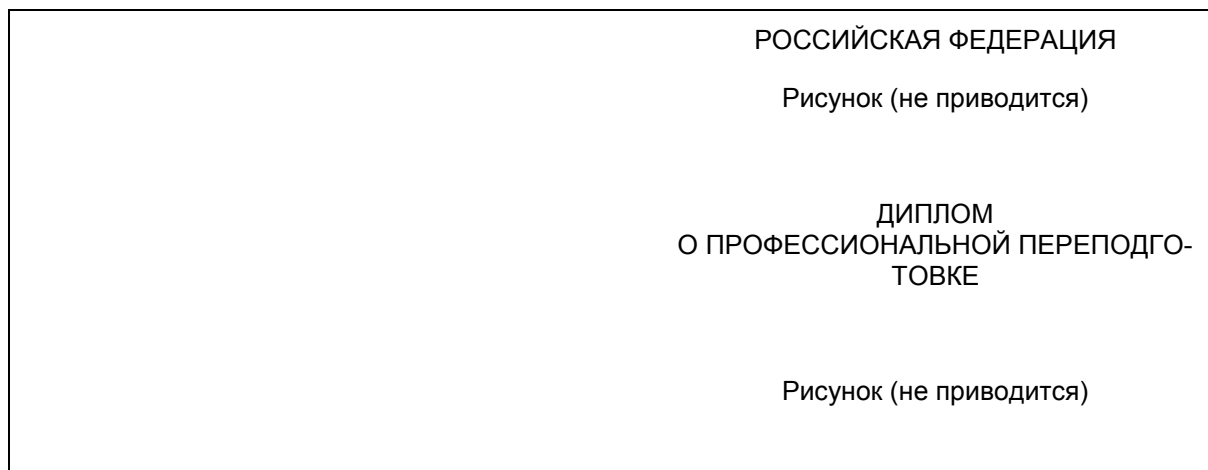 РОССИЙСКАЯ ФЕДЕРАЦИЯ
Рисунок (не приводится)
ДИПЛОМ
О ПРОФЕССИОНАЛЬНОЙ ПЕРЕПОДГО-
ТОВКЕ
Рисунок (не приводится)